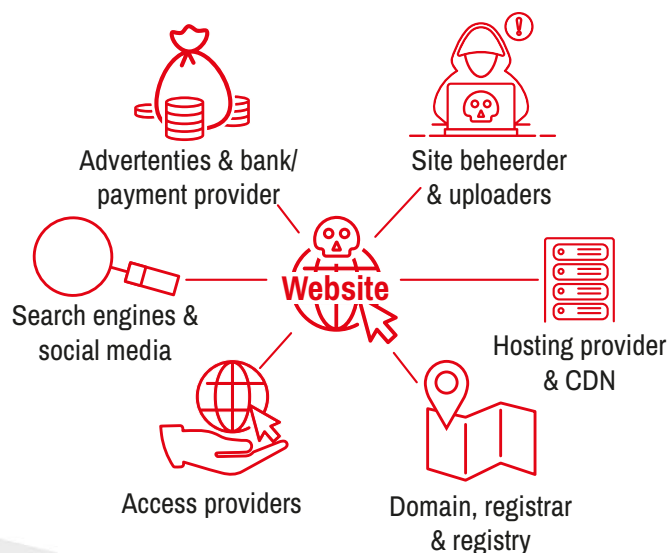 Advertenties & bank/
payment provider
Site beheerder
& uploaders
Search engines &
social media
Website
Hosting provider
& CDN
Access providers
Domain, registrar
& registry